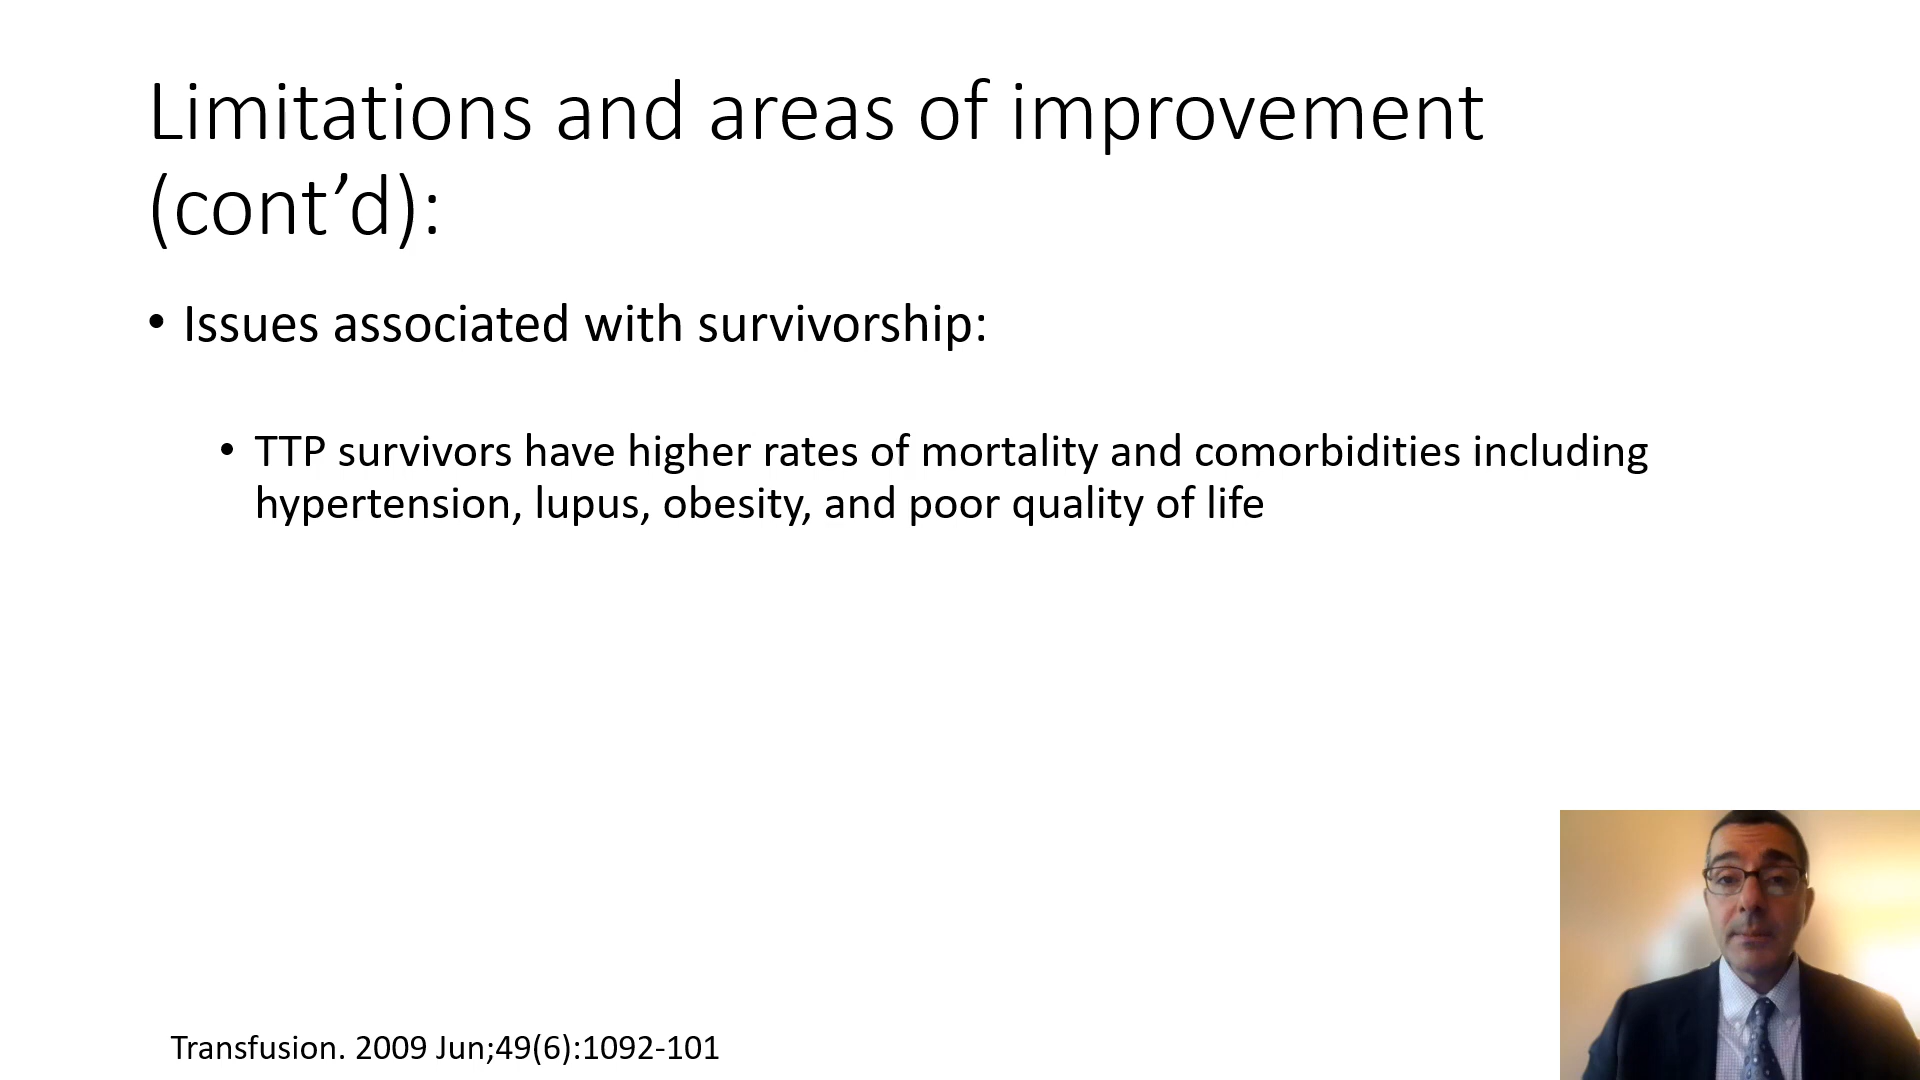 Limitations and areas of improvement
(cont’d):
• Issues associated with survivorship:
• TTP survivors have higher rates of mortality and comorbidities including
hypertension, lupus, obesity, and poor quality of life
Transfusion. 2009 Jun;49(6):1092-101